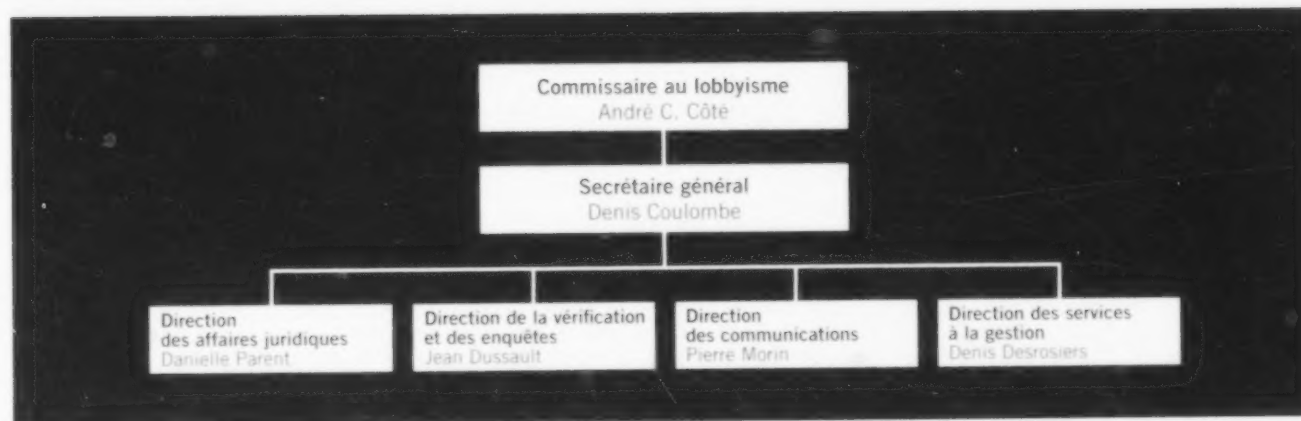 Commissaire au lobbyisme
André C. Côté
Secrétaire général
Denis Coulombe
Direction
des affaires juridiques
Danielle Parent
Direction de la vérification
et des enquêtes
Jean Dussault
Direction
des communications
Pierre Morin
Direction des services
à la gestion
Denis Desrosiers